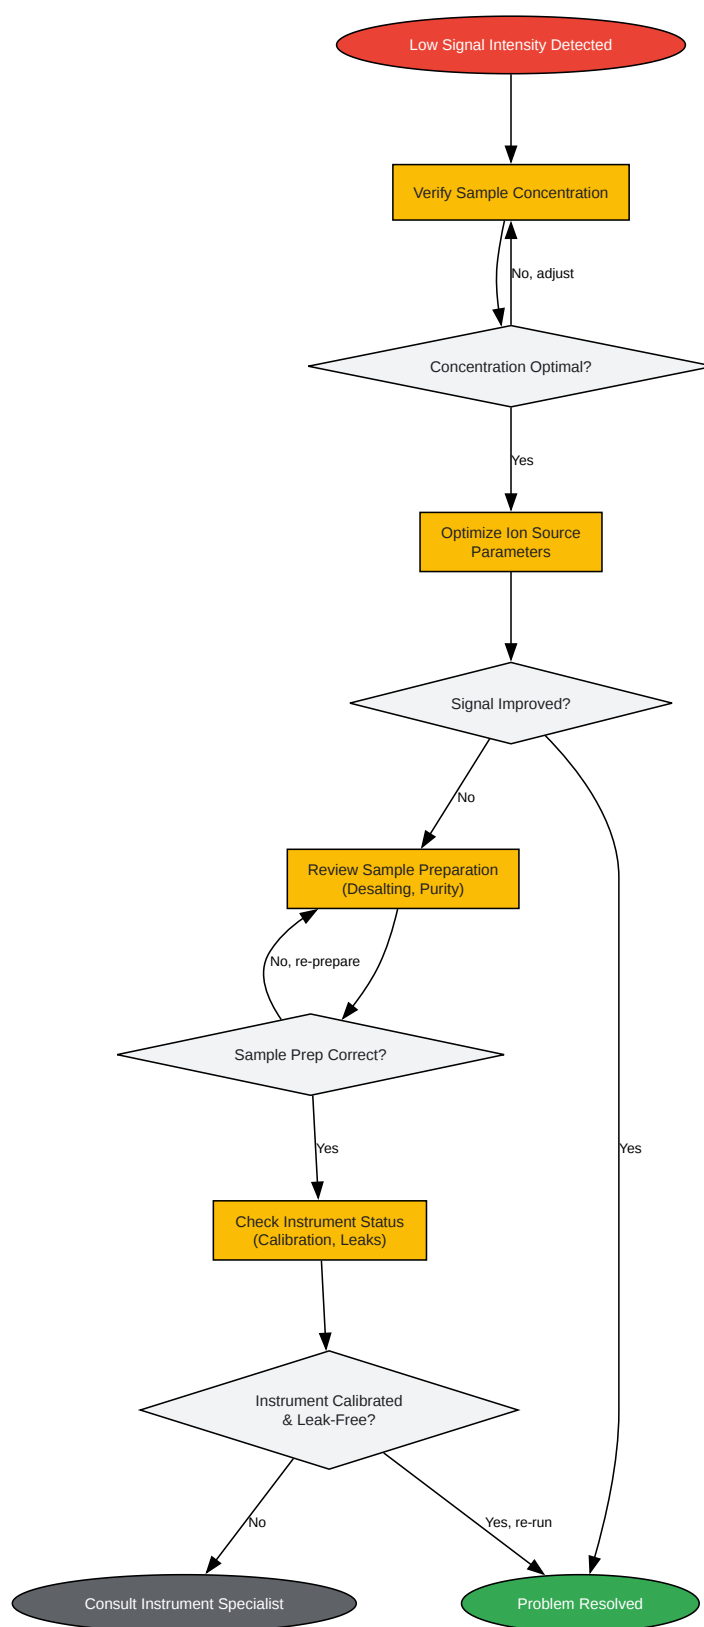 Low Signal Intensity Detected
Verify Sample Concentration
No, adjust
Concentration Optimal?
Yes
Optimize Ion Source
Parameters
Signal Improved?
No
Review Sample Preparation
(Desalting, Purity)
No, re-prepare
Sample Prep Correct?
Yes
Yes
Check Instrument Status
(Calibration, Leaks)
Instrument Calibrated
& Leak-Free?
No
Yes, re-run
Consult Instrument Specialist
Problem Resolved